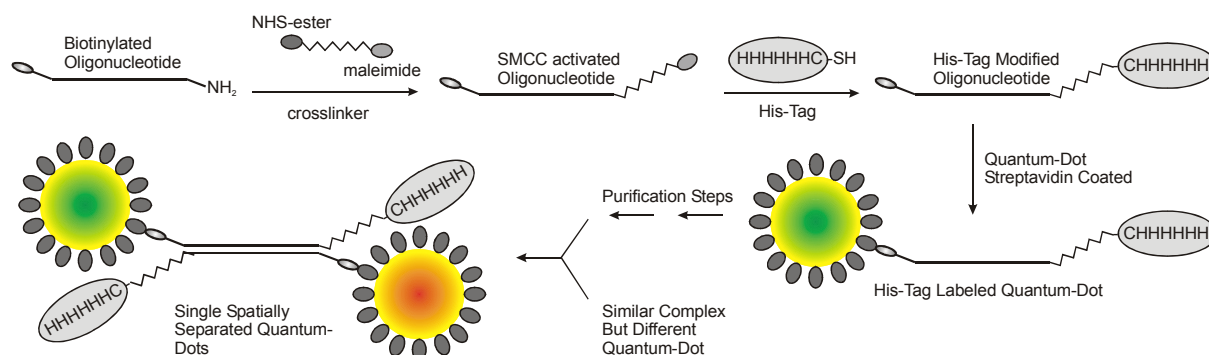 Biotinylated
Oligonucleotide
NH₂
NHS-ester
maleimide
crosslinker
SMCC activated
Oligonucleotide
HHHHHHC-SH
His-Tag
His-Tag Modified
Oligonucleotide
CHHHHHH
Quantum-Dot
Streptavidin Coated
CHHHHHH
His-Tag Labeled Quantum-Dot
Purification Steps
Similar Complex
But Different
Quantum-Dot
CHHHHHH
HHHHHHC
Single Spatially
Separated Quantum-
Dots